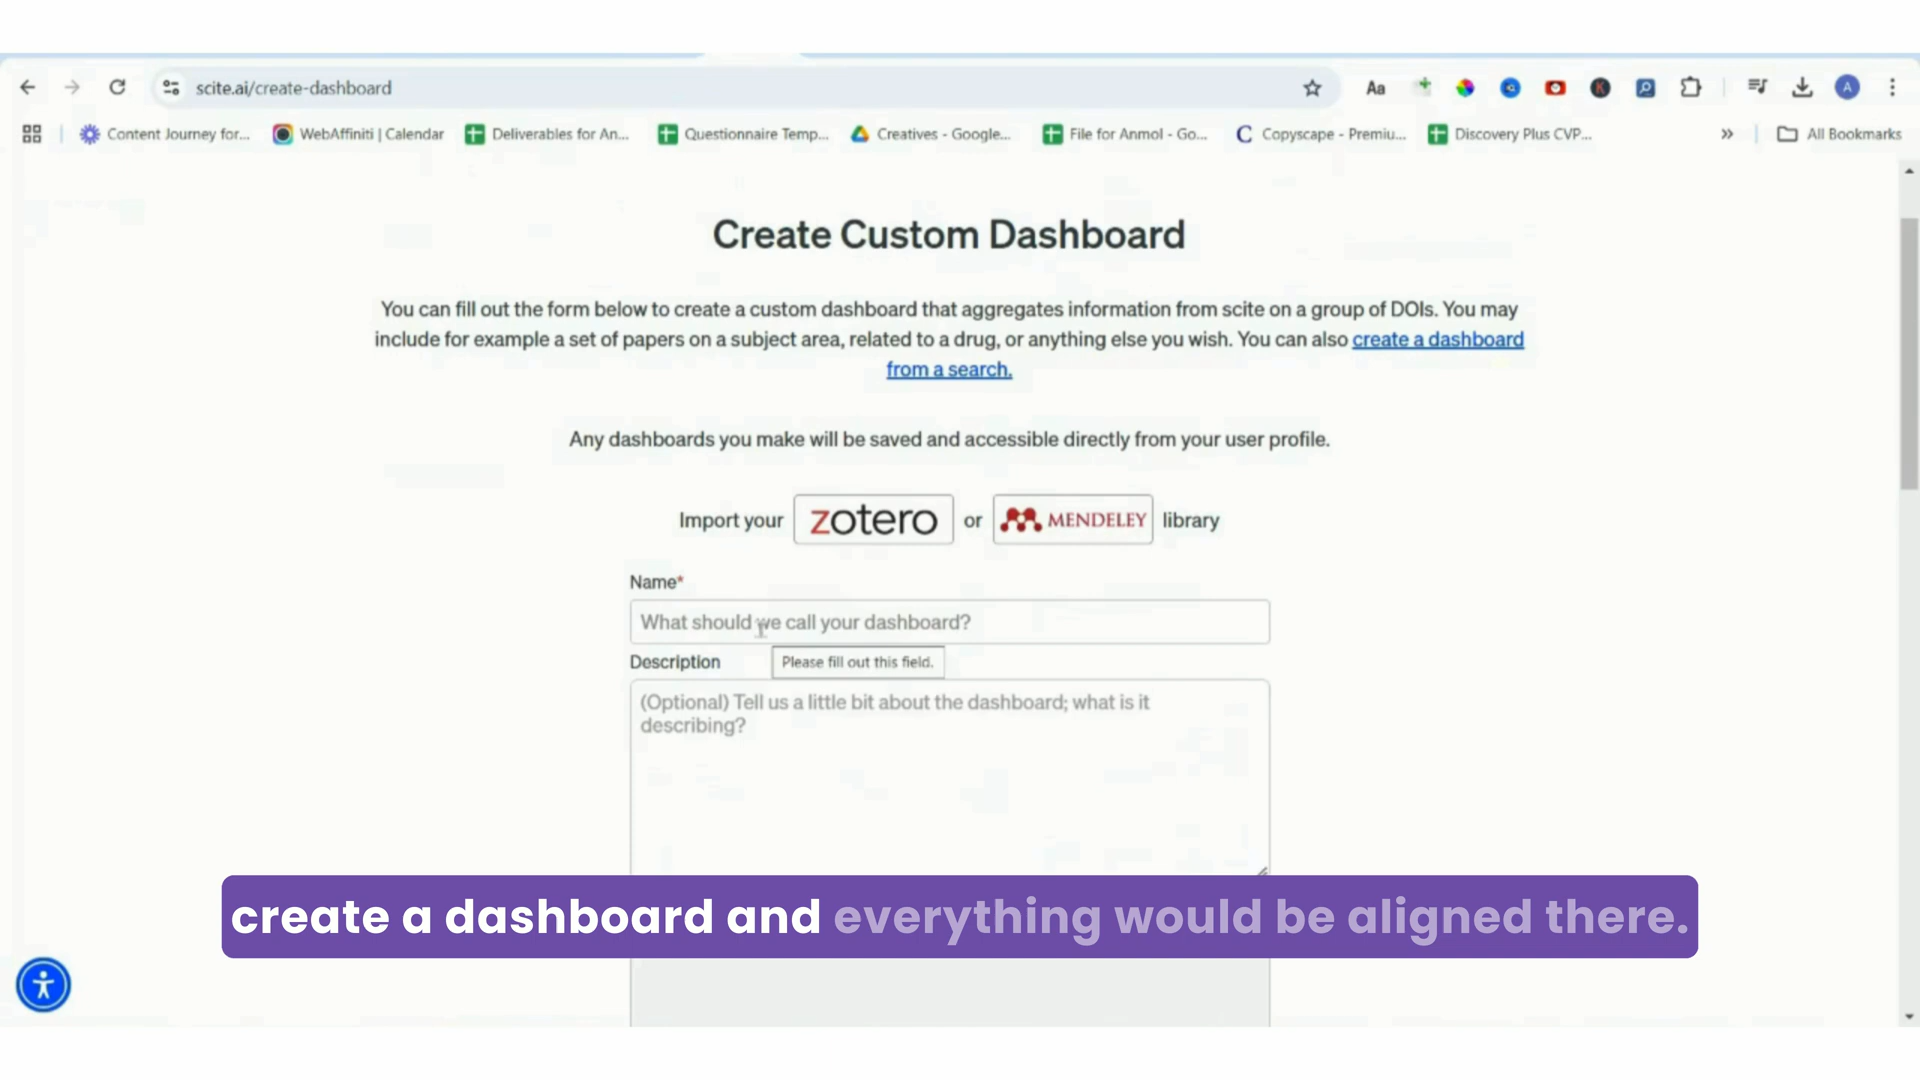 scite.ai/create-dashboard
Aa
A
Content Journey for...
WebAffiniti | Calendar
Deliverables for An...
Questionnaire Temp...
Creatives - Google...
File for Anmol - Go...
Copyscape - Premiu...
Discovery Plus CVP...
»
All Bookmarks
Create Custom Dashboard
You can fill out the form below to create a custom dashboard that aggregates information from scite on a group of DOIs. You may
include for example a set of papers on a subject area, related to a drug, or anything else you wish. You can also create a dashboard
from a search.
Any dashboards you make will be saved and accessible directly from your user profile.
Import your zotero or MENDELEY library
Name*
What should we call your dashboard?
Description
Please fill out this field.
(Optional) Tell us a little bit about the dashboard; what is it
describing?
create a dashboard and everything would be aligned there.